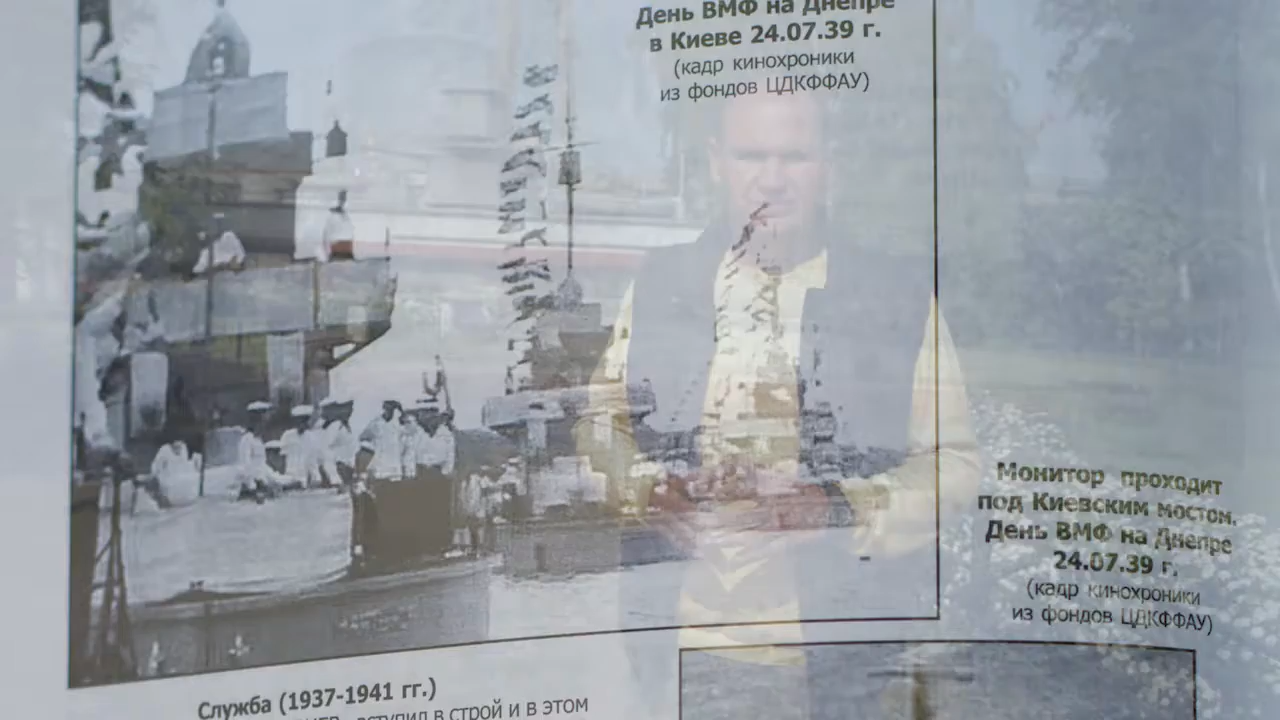 День ВМФ на Днепре
в Киеве 24.07.39 г.
(кадр кинохроники
из фондов ЦДКФФАУ)
Монитор проходит
под Киевским мостом.
День ВМФ на Днепре
24.07.39 г.
(кадр кинохроники
из фондов ЦДКФФАУ)
Служба (1937-1941 гг.)
вступил в строй и в этом